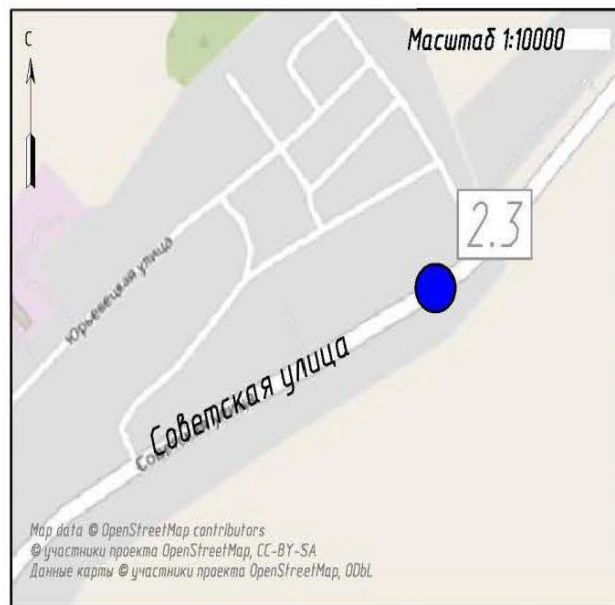 С
Масштаб 1:10000
2.3
Юрьевецкая улица
Советская улица
Map data © OpenStreetMap contributors
© участники проекта OpenStreetMap, CC-BY-SA
Данные карты © участники проекта OpenStreetMap, ODbL